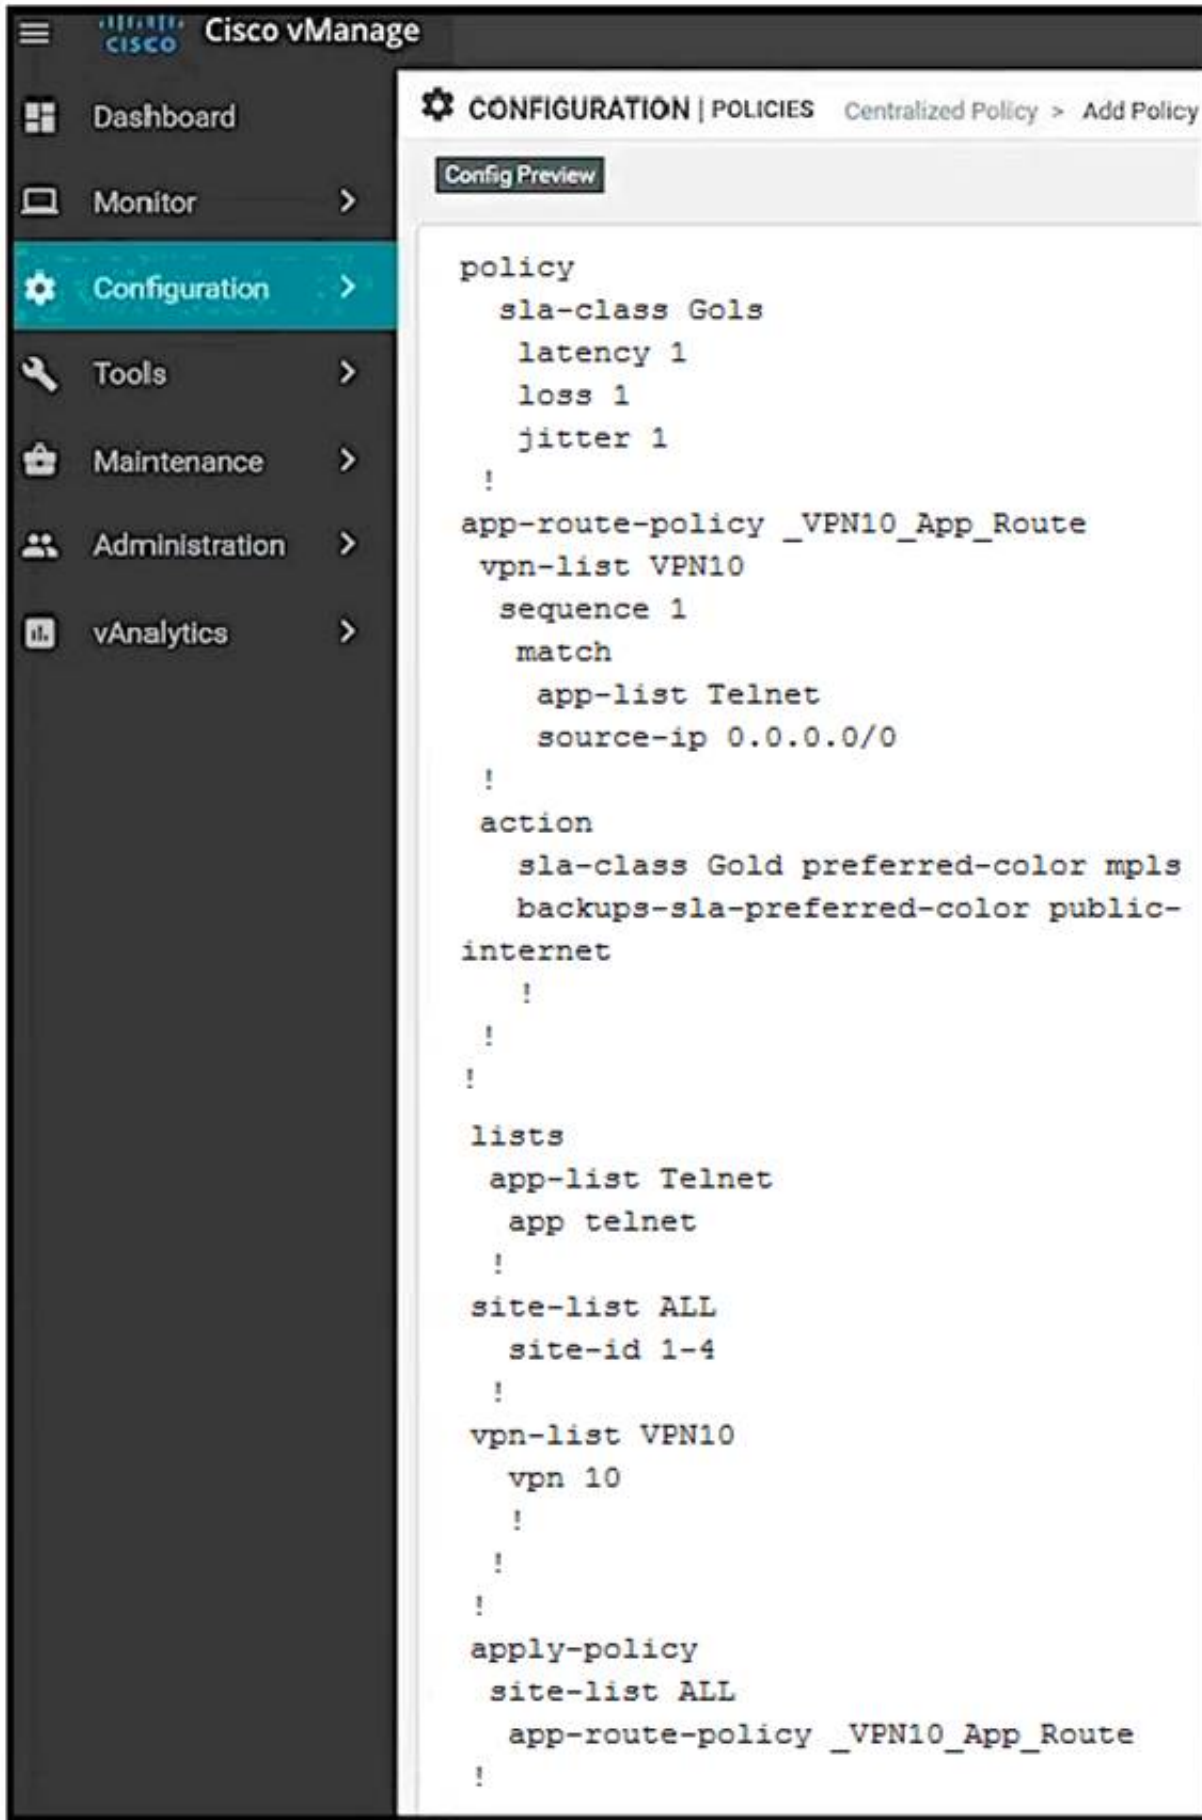 CISCO Cisco vManage
Dashboard
Monitor
Configuration
Tools
Maintenance
Administration
vAnalytics
CONFIGURATION | POLICIES Centralized Policy > Add Policy
Config Preview
policy
sla-class Gols
latency 1
loss 1
jitter 1
!
app-route-policy _VPN10_App_Route
vpn-list VPN10
sequence 1
match
app-list Telnet
source-ip 0.0.0.0/0
!
action
sla-class Gold preferred-color mpls
backups-sla-preferred-color public-
internet
!
!
!
lists
app-list Telnet
app telnet
!
site-list ALL
site-id 1-4
!
vpn-list VPN10
vpn 10
!
!
!
apply-policy
site-list ALL
app-route-policy _VPN10_App_Route
!